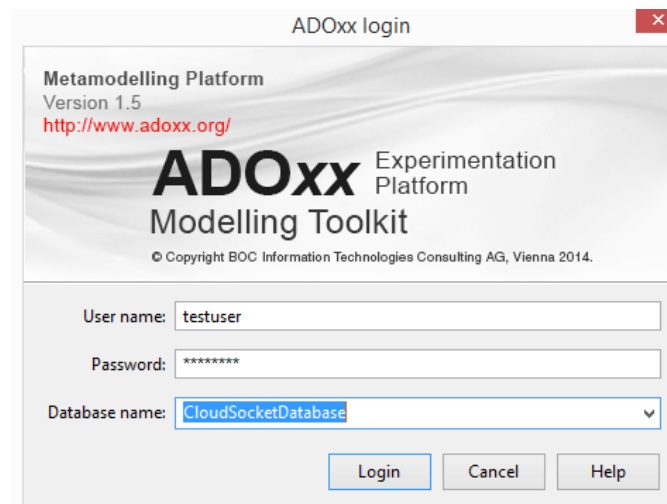 ADOxx login
Metamodelling Platform
Version 1.5
http://www.adoxx.org/
ADOxx Experimentation
Platform
Modelling Toolkit
© Copyright BOC Information Technologies Consulting AG, Vienna 2014.
User name: testuser
Password: ********
Database name: CloudSocketDatabase
Login Cancel Help